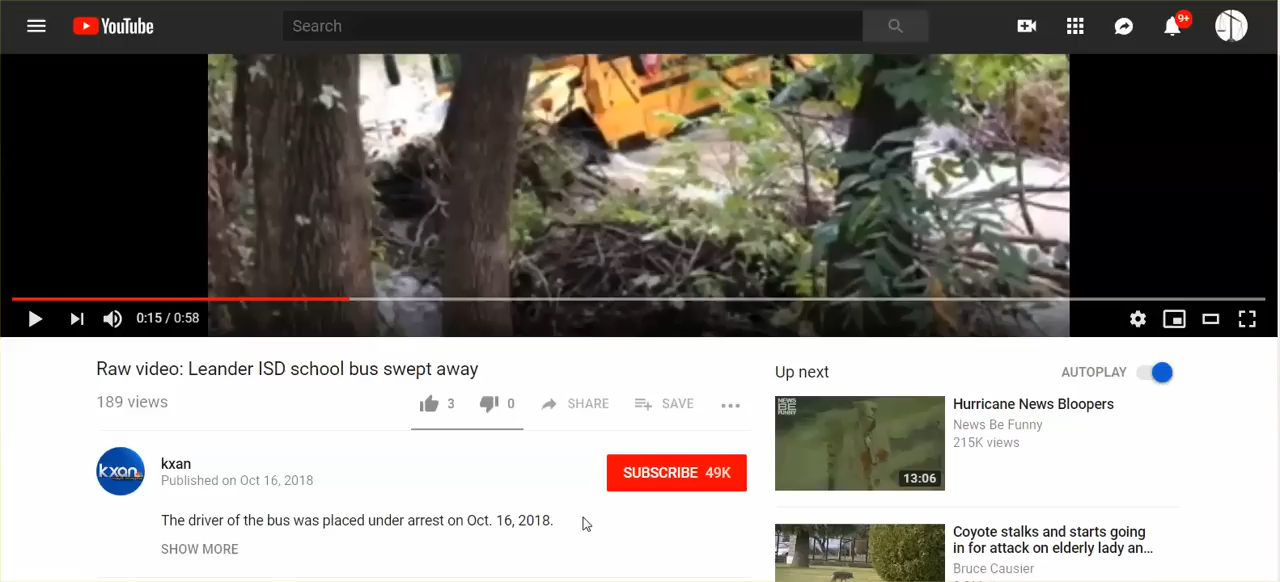 YouTube
Search
9+
0:15 / 0:58
Raw video: Leander ISD school bus swept away
189 views
3
0
SHARE
SAVE
kxan
kxan
Published on Oct 16, 2018
SUBSCRIBE 49K
The driver of the bus was placed under arrest on Oct. 16, 2018.
SHOW MORE
Up next
AUTOPLAY
NEWS
BE
FUNNY
13:06
Hurricane News Bloopers
News Be Funny
215K views
Coyote stalks and starts going
in for attack on elderly lady an...
Bruce Causier